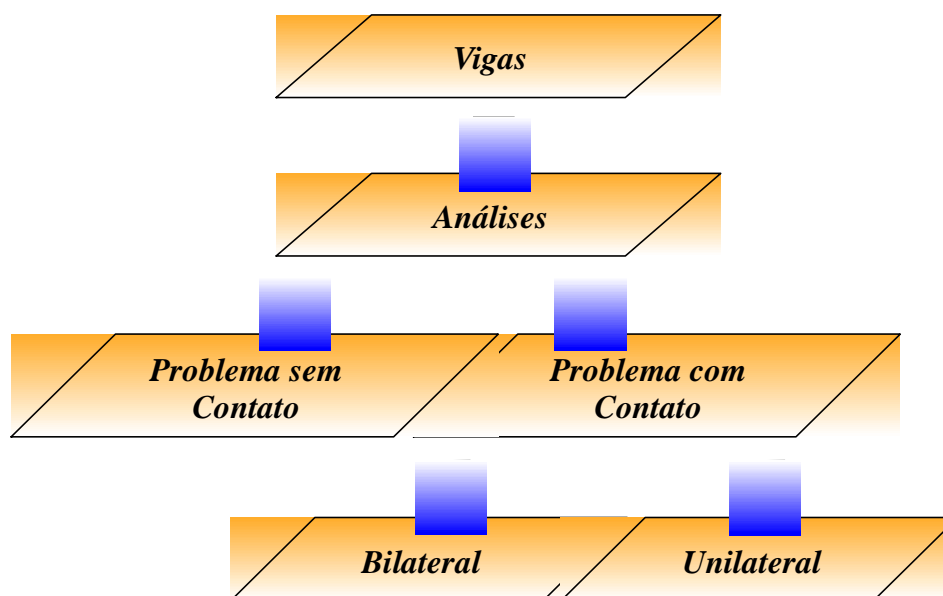 Vigas
Análises
Problema sem
Contato
Problema com
Contato
Bilateral
Unilateral